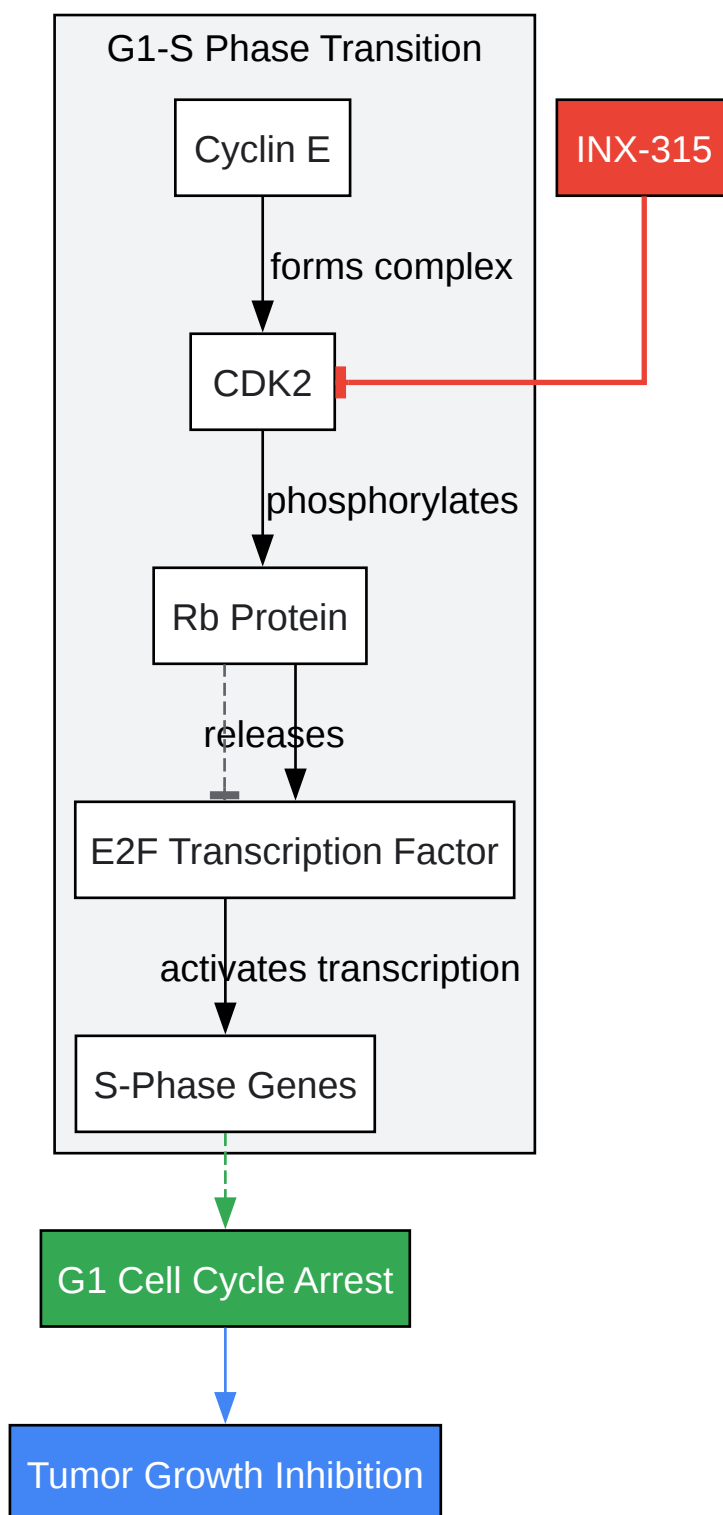 G1-S Phase Transition
Cyclin E
INX-315
forms complex
CDK2
phosphorylates
Rb Protein
releases
E2F Transcription Factor
activates transcription
S-Phase Genes
G1 Cell Cycle Arrest
Tumor Growth Inhibition